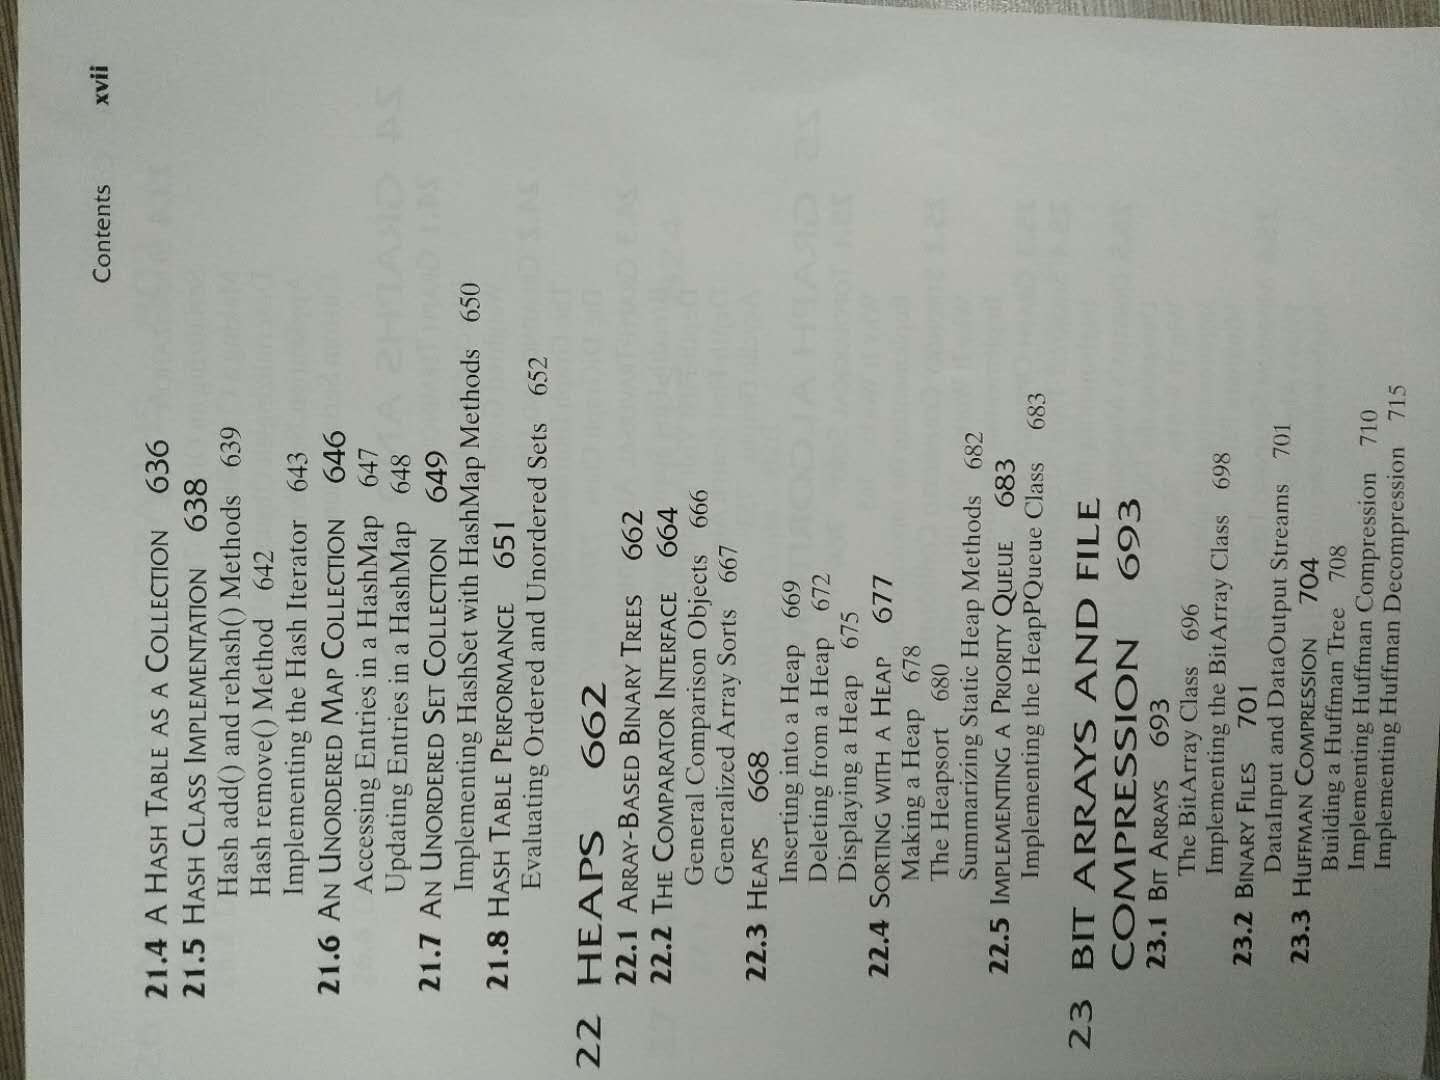 Contents xvii
21.4 A HASH TABLE AS A COLLECTION 636
21.5 HASH CLASS IMPLEMENTATION 638
Hash add() and rehash() Methods 639
Hash remove() Method 642
Implementing the Hash Iterator 643
21.6 AN UNORDERED MAP COLLECTION 646
Accessing Entries in a HashMap 647
Updating Entries in a HashMap 648
21.7 AN UNORDERED SET COLLECTION 649
Implementing HashSet with HashMap Methods 650
21.8 HASH TABLE PERFORMANCE 651
Evaluating Ordered and Unordered Sets 652
22 HEAPS 662
22.1 ARRAY-BASED BINARY TREES 662
22.2 THE COMPARATOR INTERFACE 664
General Comparison Objects 666
Generalized Array Sorts 667
22.3 HEAPS 668
Inserting into a Heap 669
Deleting from a Heap 672
Displaying a Heap 675
22.4 SORTING WITH A HEAP 677
Making a Heap 678
The Heapsort 680
Summarizing Static Heap Methods 682
22.5 IMPLEMENTING A PRIORITY QUEUE 683
Implementing the HeapPQueue Class 683
23 BIT ARRAYS AND FILE
COMPRESSION 693
23.1 BIT ARRAYS 693
The BitArray Class 696
Implementing the BitArray Class 698
23.2 BINARY FILES 701
DataInput and DataOutput Streams 701
23.3 HUFFMAN COMPRESSION 704
Building a Huffman Tree 708
Implementing Huffman Compression 710
Implementing Huffman Decompression 715